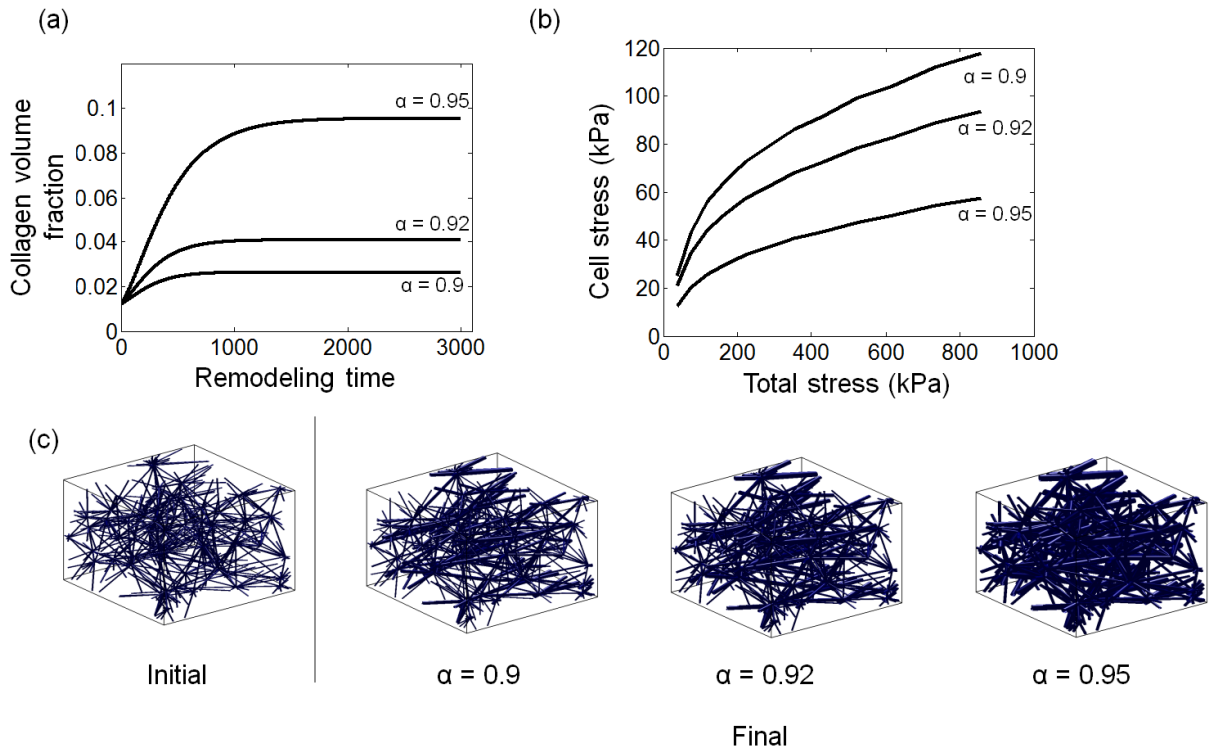 (a)
0.1
0.08
0.06
0.04
0.02
0
0
1000
2000
3000
Collagen volume
fraction
Remodeling time
α = 0.95
α = 0.92
α = 0.9
(b)
120
100
80
60
40
20
0
0
200
400
600
800
1000
Cell stress (kPa)
Total stress (kPa)
α = 0.9
α = 0.92
α = 0.95
(c)
Initial
α = 0.9
α = 0.92
α = 0.95
Final